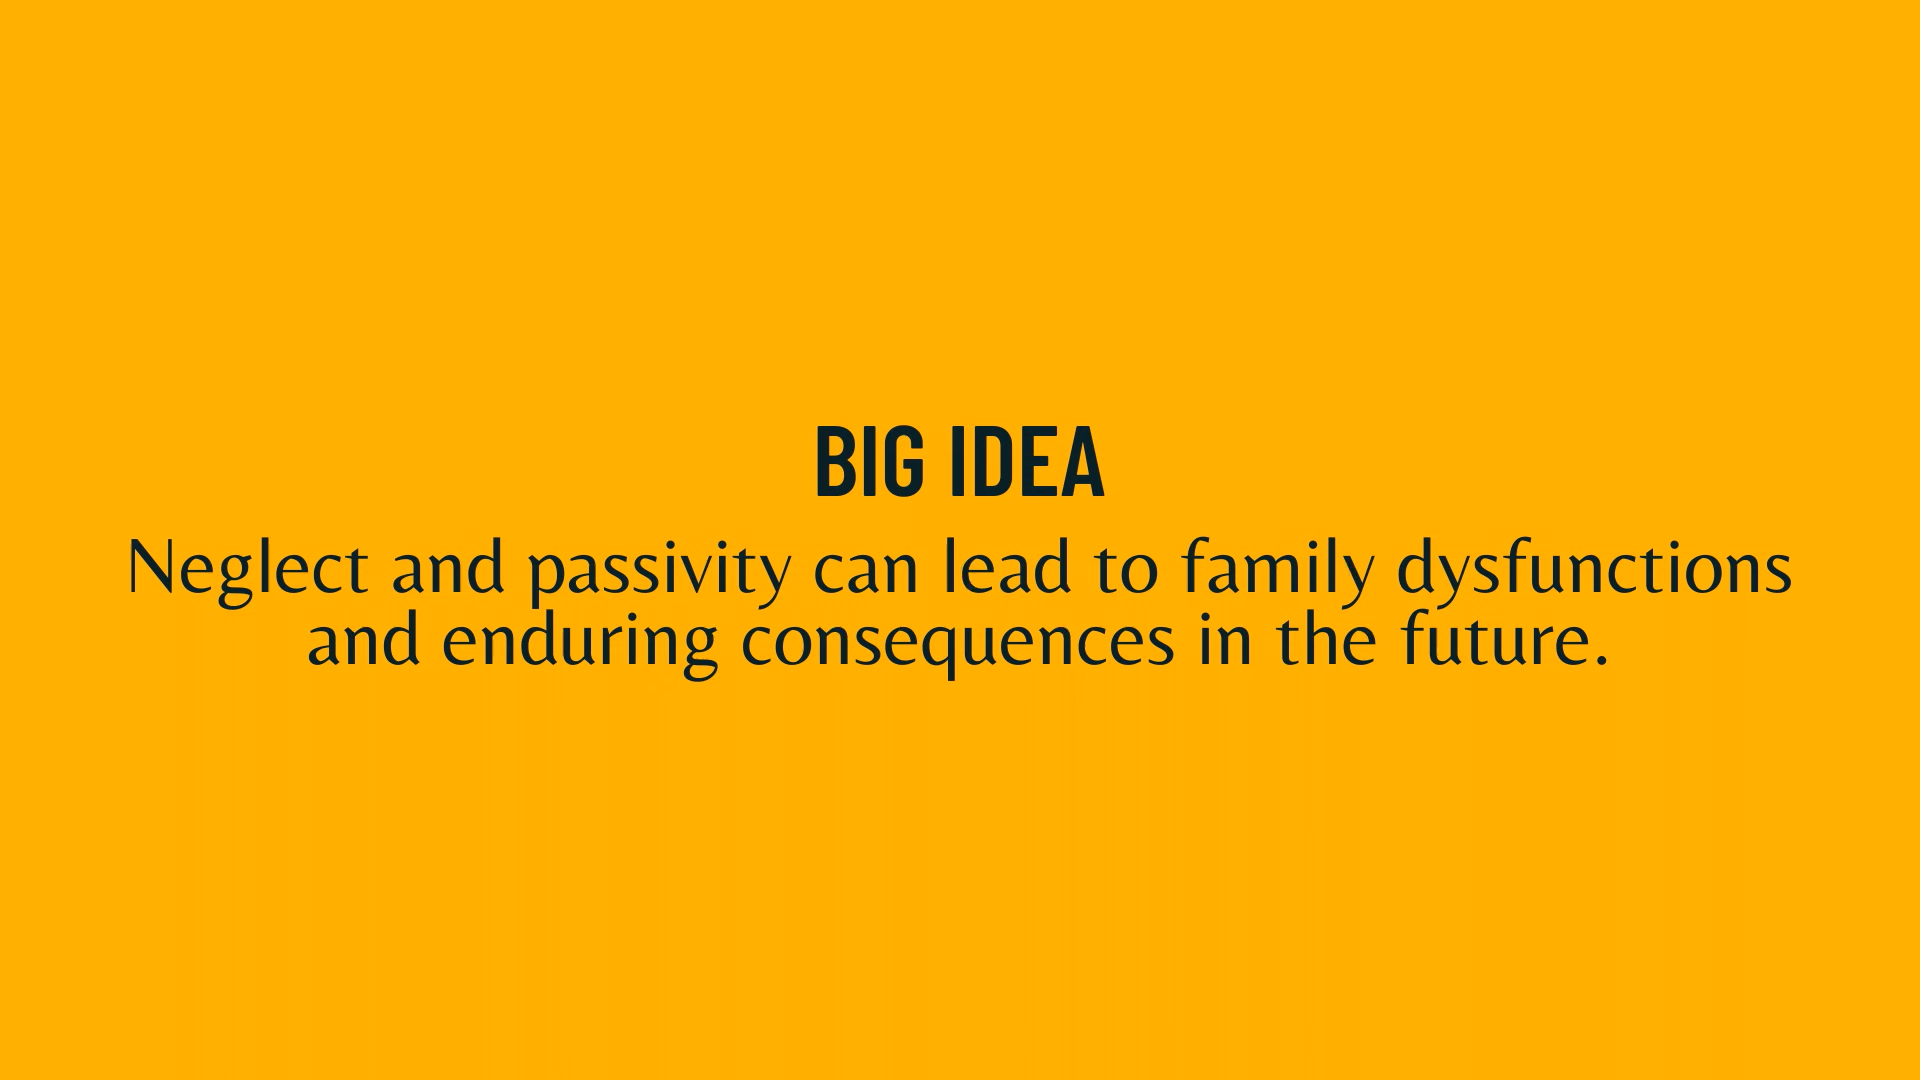 BIG IDEA
Neglect and passivity can lead to family dysfunctions
and enduring consequences in the future.